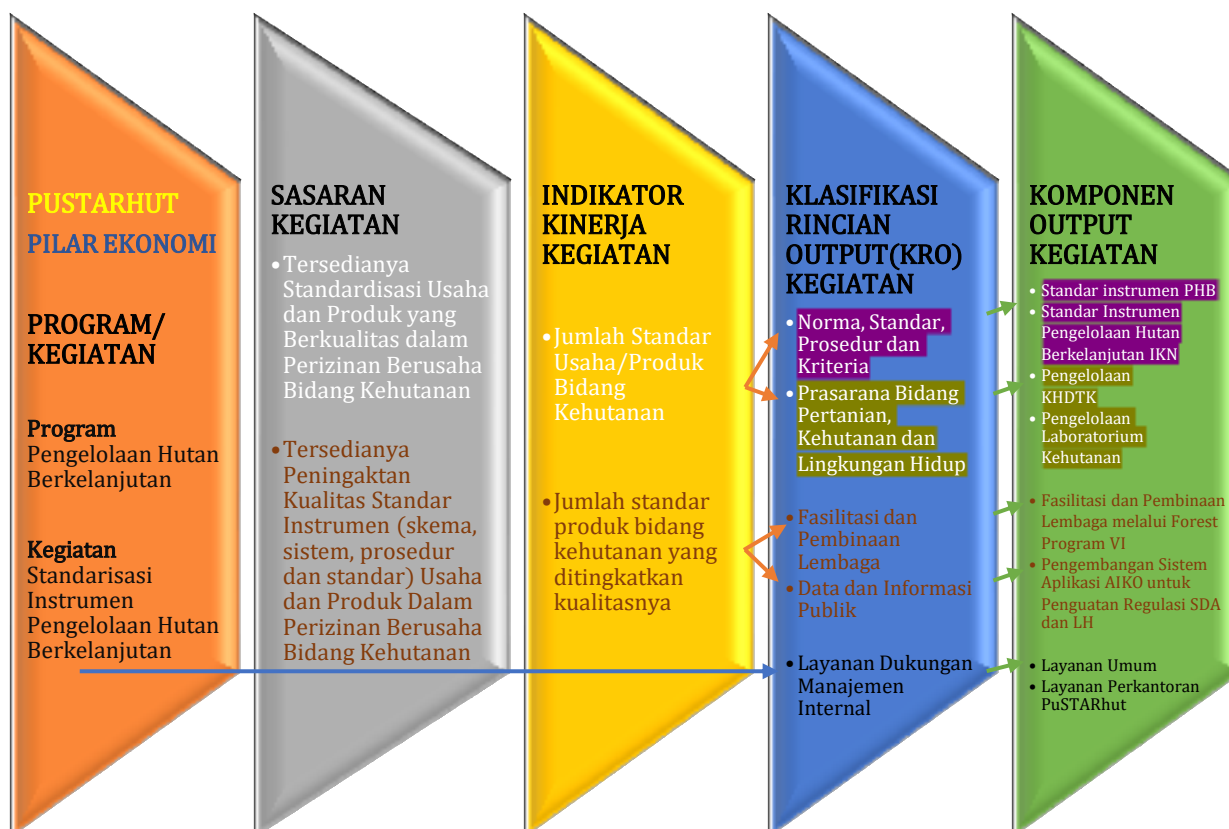 PUSTARHUT
PILAR EKONOMI
PROGRAM/
KEGIATAN
Program
Pengelolaan Hutan
Berkelanjutan
Kegiatan
Standarisasi
Instrumen
Pengelolaan Hutan
Berkelanjutan
SASARAN
KEGIATAN
•Tersedianya
Standardisasi Usaha
dan Produk yang
Berkualitas dalam
Perizinan Berusaha
Bidang Kehutanan
•Tersedianya
Peningaktan
Kualitas Standar
Instrumen (skema,
sistem, prosedur
dan standar) Usaha
dan Produk Dalam
Perizinan Berusaha
Bidang Kehutanan
INDIKATOR
KINERJA
KEGIATAN
•Jumlah Standar
Usaha/Produk
Bidang
Kehutanan
•Jumlah standar
produk bidang
kehutanan yang
ditingkatkan
kualitasnya
KLASIFIKASI
RINCIAN
OUTPUT(KRO)
KEGIATAN
•Norma, Standar,
Prosedur dan
Kriteria
•Prasarana Bidang
Pertanian,
Kehutanan dan
Lingkungan Hidup
•Fasilitasi dan
Pembinaan
Lembaga
•Data dan Informasi
Publik
•Layanan Dukungan
Manajemen
Internal
KOMPONEN
OUTPUT
KEGIATAN
• Standar instrumen PHB
• Standar Instrumen
Pengelolaan Hutan
Berkelanjutan IKN
• Pengelolaan
KHDTK
• Pengelolaan
Laboratorium
Kehutanan
• Fasilitasi dan Pembinaan
Lembaga melalui Forest
Program VI
• Pengembangan Sistem
Aplikasi AIKO untuk
Penguatan Regulasi SDA
dan LH
• Layanan Umum
• Layanan Perkantoran
PuSTARhut